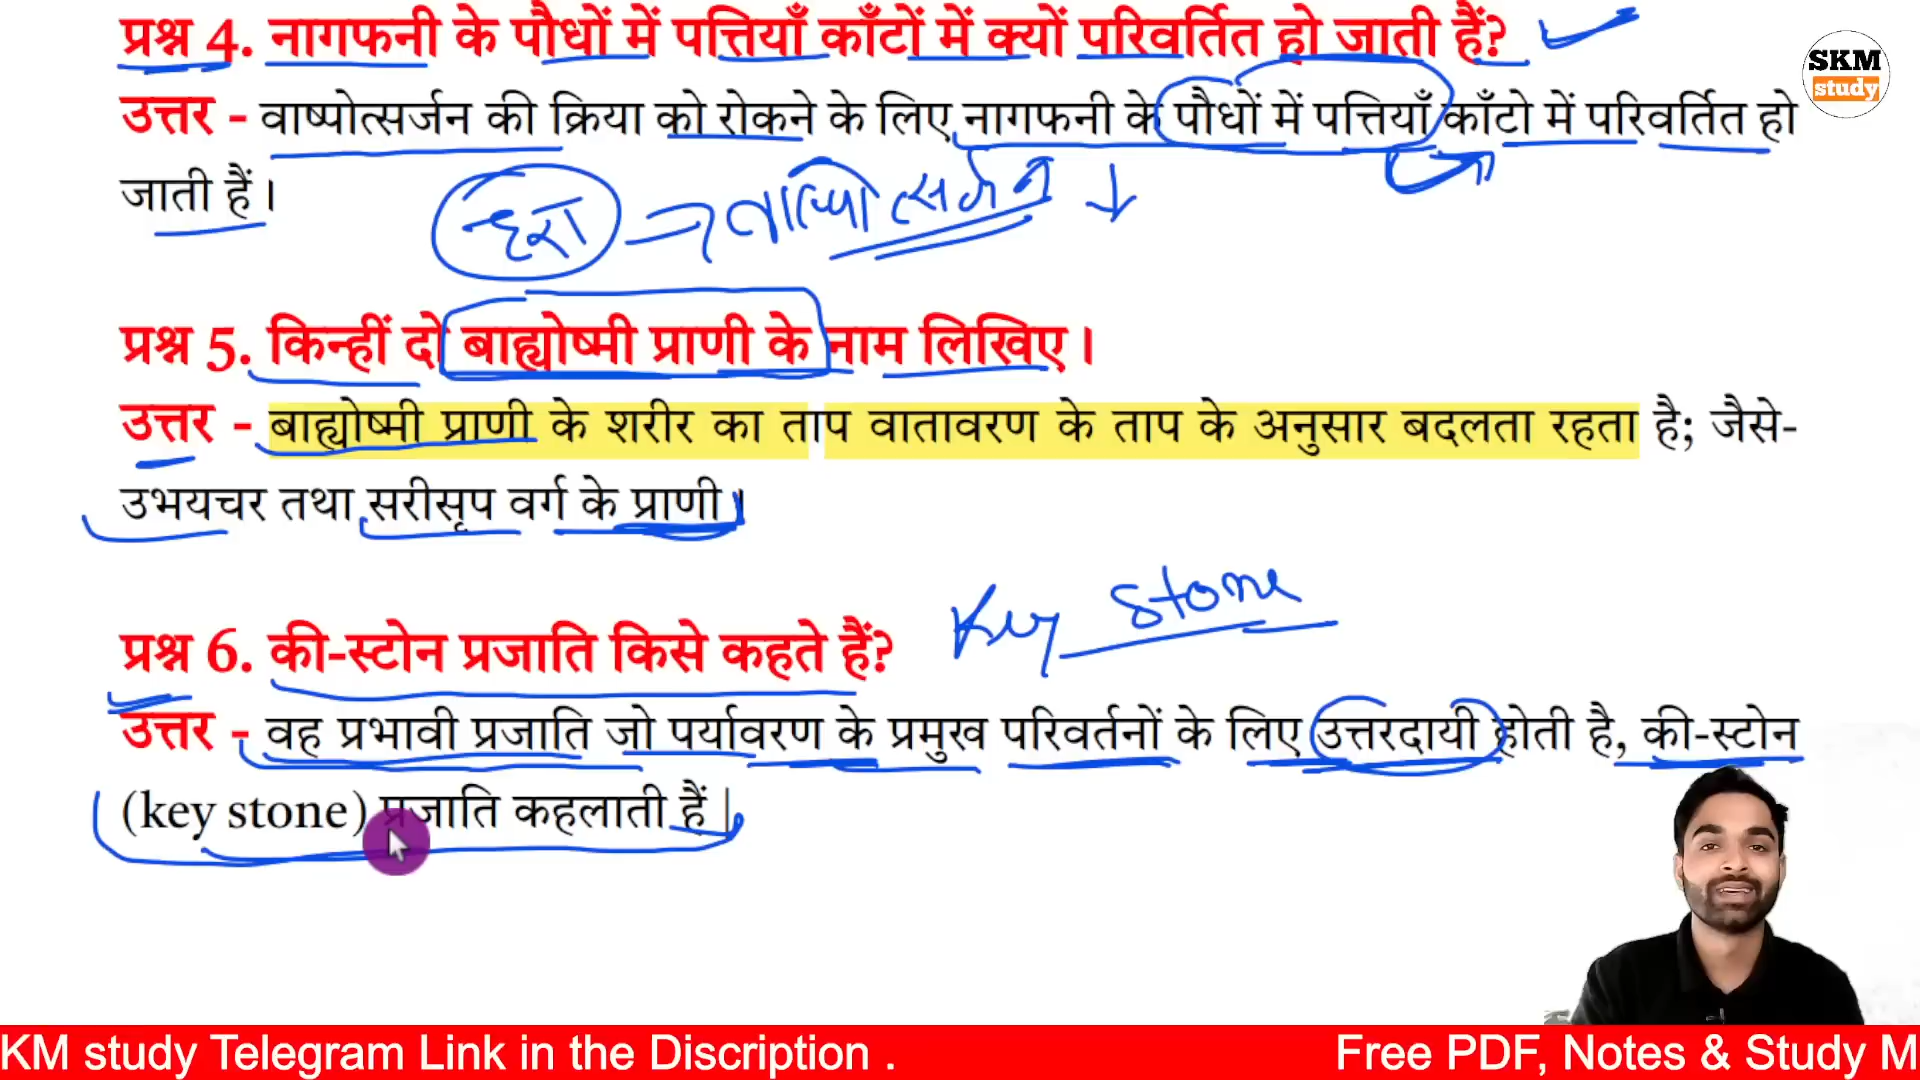 प्रश्न 4. नागफनी के पौधों में पत्तियाँ काँटों में क्यों परिवर्तित हो जाती हैं?
SKM
study
उत्तर - वाष्पोत्सर्जन की क्रिया को रोकने के लिए नागफनी के पौधों में पत्तियाँ काँटो में परिवर्तित हो
जाती हैं।
हरा → वाष्पोत्सर्जन ↓
प्रश्न 5. किन्हीं दो बाह्योष्मी प्राणी के नाम लिखिए।
उत्तर - बाह्योष्मी प्राणी के शरीर का ताप वातावरण के ताप के अनुसार बदलता रहता है; जैसे-
उभयचर तथा सरीसृप वर्ग के प्राणी।
Key Stone
प्रश्न 6. की-स्टोन प्रजाति किसे कहते हैं?
उत्तर - वह प्रभावी प्रजाति जो पर्यावरण के प्रमुख परिवर्तनों के लिए उत्तरदायी होती है, की-स्टोन
(key stone) प्रजाति कहलाती हैं |
KM study Telegram Link in the Discription . Free PDF, Notes & Study M